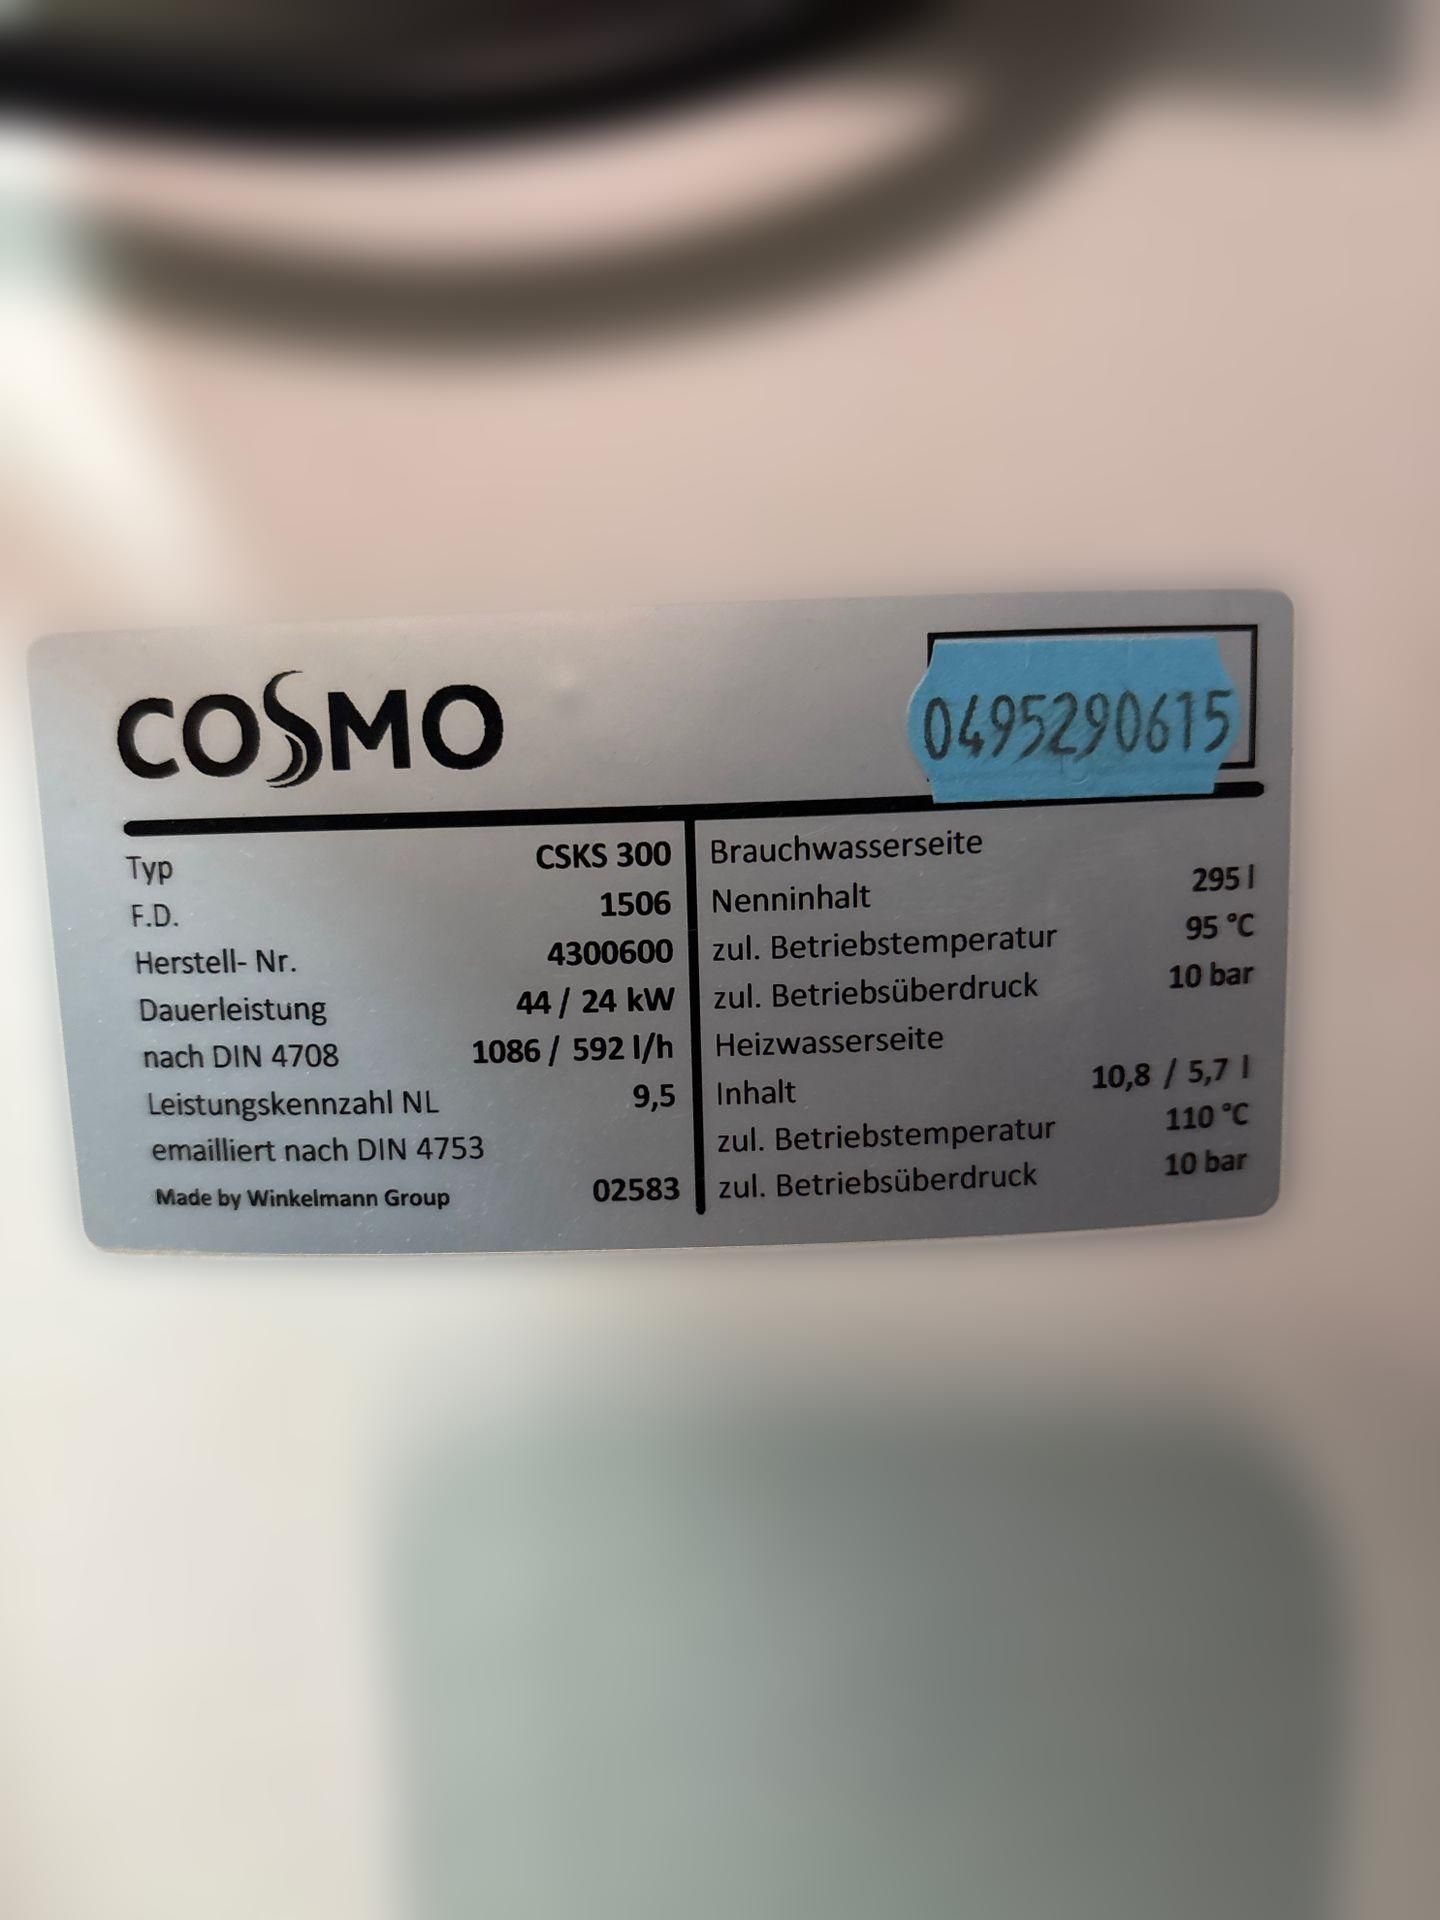 COSMO
0495290615
Typ CSKS 300
F.D. 1506
Herstell- Nr. 4300600
Dauerleistung 44 / 24 kW
nach DIN 4708 1086 / 592 l/h
Leistungskennzahl NL 9,5
emailliert nach DIN 4753
Made by Winkelmann Group 02583
Brauchwasserseite
Nenninhalt 295 l
zul. Betriebstemperatur 95 °C
zul. Betriebsüberdruck 10 bar
Heizwasserseite
Inhalt 10,8 / 5,7 l
zul. Betriebstemperatur 110 °C
zul. Betriebsüberdruck 10 bar